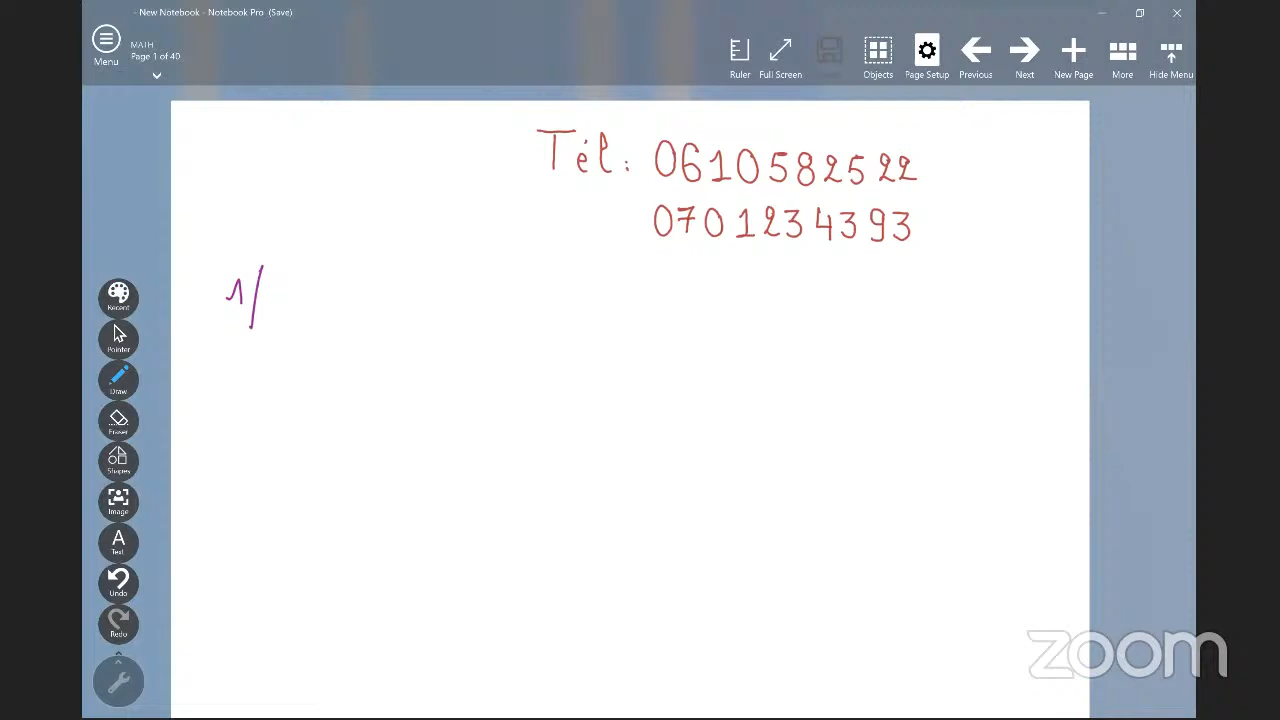 - New Notebook - Notebook Pro (Save)
MATH
Page 1 of 40
Menu
Ruler
Full Screen
Objects
Page Setup
Previous
Next
New Page
More
Hide Menu
Tél: 0610582522
0701234393
1/
Recent
Pointer
Draw
Eraser
Shapes
Image
A
Text
Undo
Redo
zoom